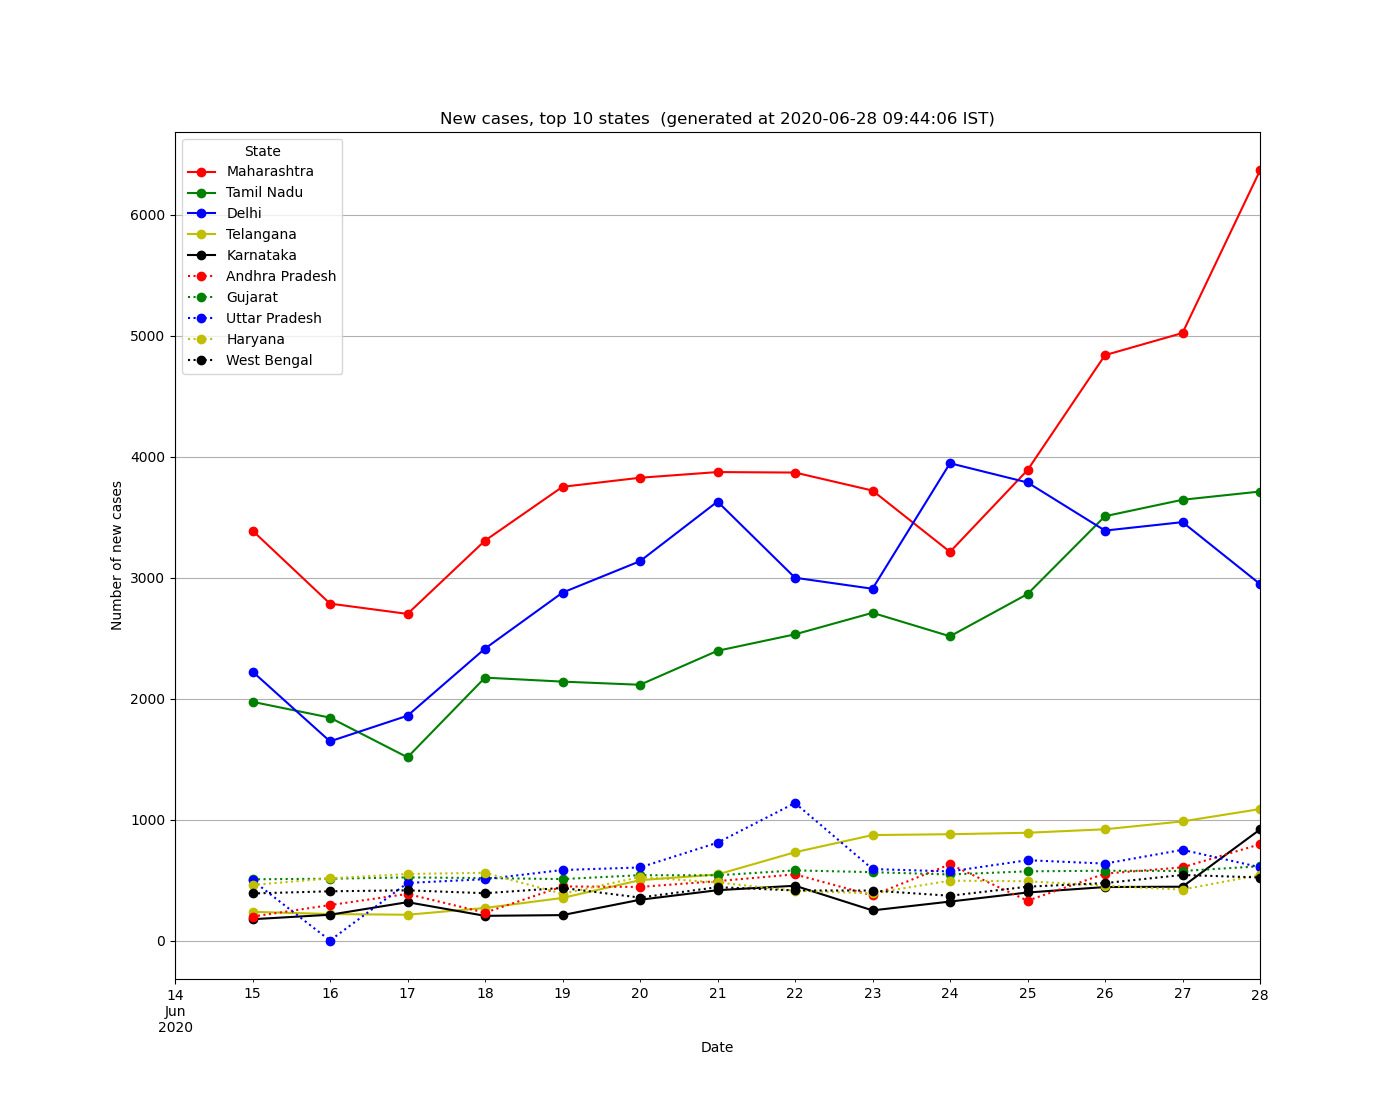 New cases, top 10 states  (generated at 2020-06-28 09:44:06 IST)
State
Maharashtra
Tamil Nadu
Delhi
Telangana
Karnataka
Andhra Pradesh
Gujarat
Uttar Pradesh
Haryana
West Bengal
Number of new cases
6000
5000
4000
3000
2000
1000
0
14 15 16 17 18 19 20 21 22 23 24 25 26 27 28
Jun
2020
Date